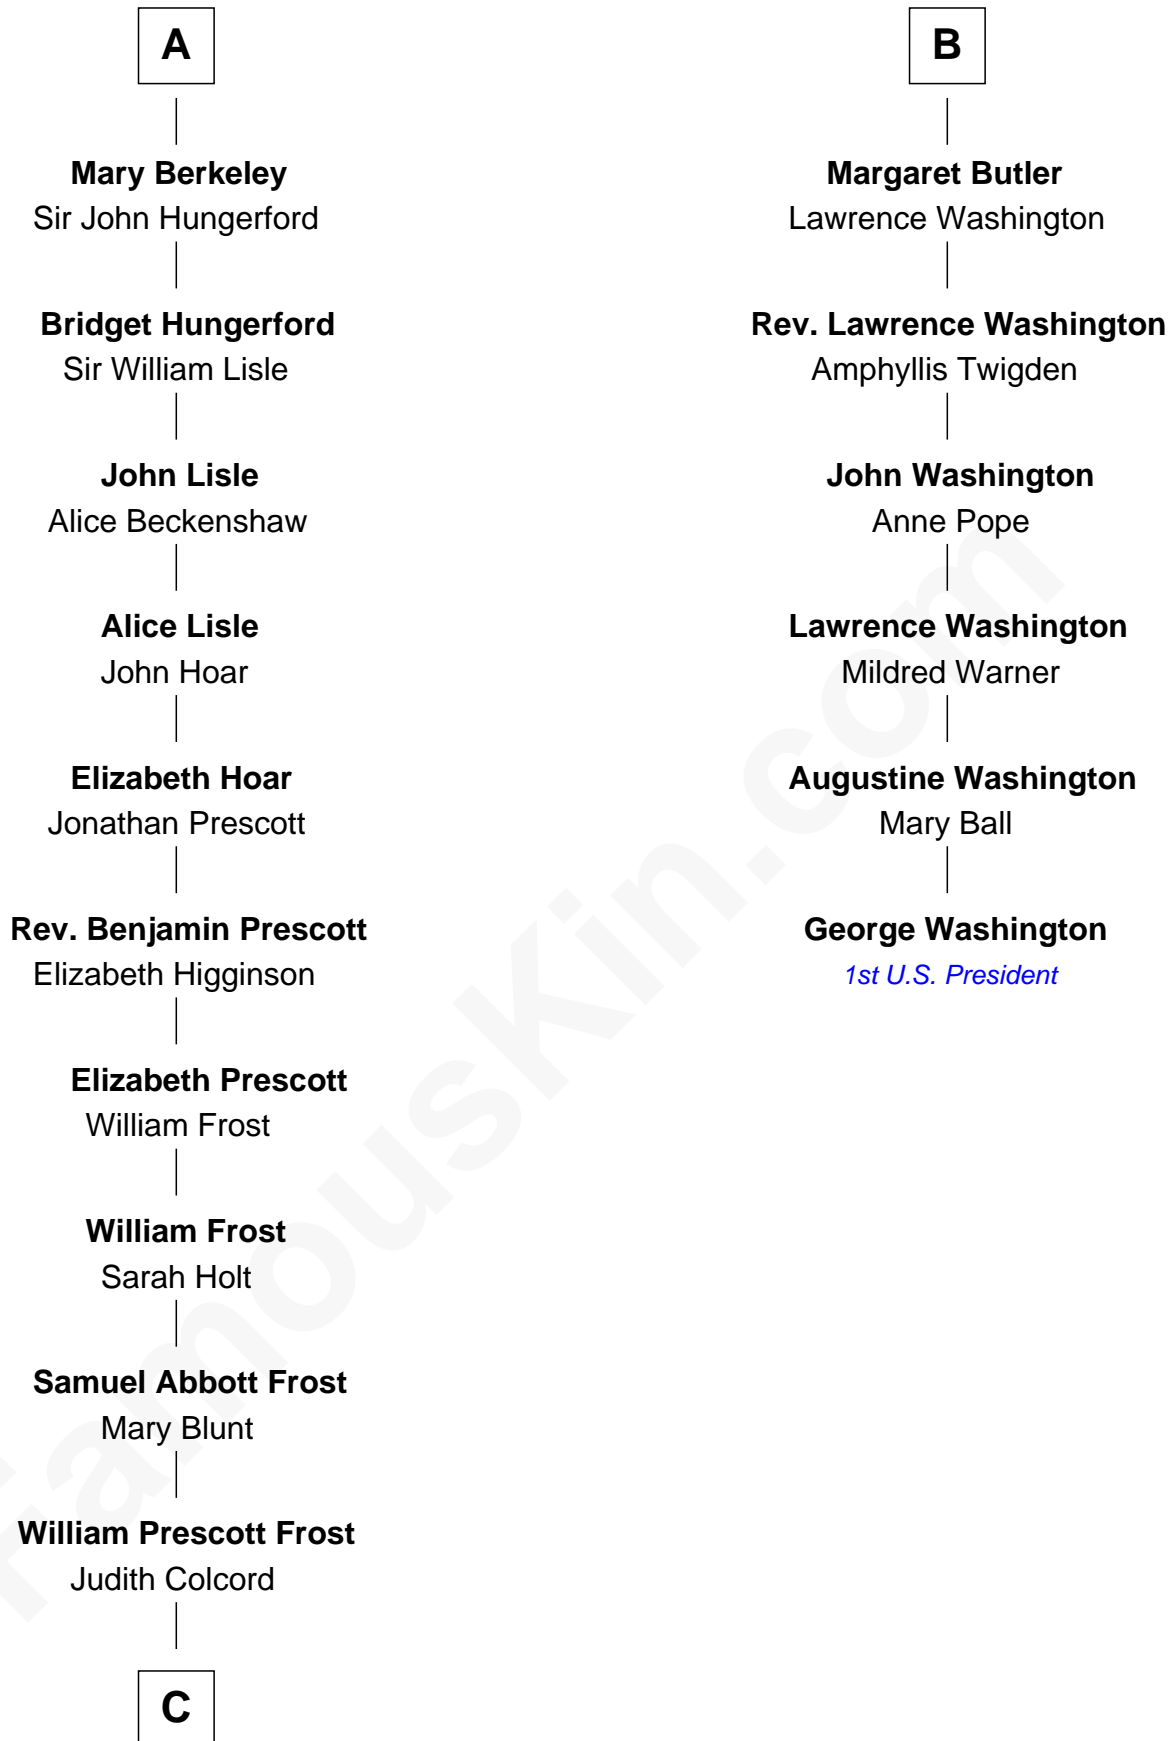 A
Mary Berkeley
Sir John Hungerford
Bridget Hungerford
Sir William Lisle
John Lisle
Alice Beckenshaw
Alice Lisle
John Hoar
Elizabeth Hoar
Jonathan Prescott
Rev. Benjamin Prescott
Elizabeth Higginson
Elizabeth Prescott
William Frost
William Frost
Sarah Holt
Samuel Abbott Frost
Mary Blunt
William Prescott Frost
Judith Colcord
C
B
Margaret Butler
Lawrence Washington
Rev. Lawrence Washington
Amphyllis Twigden
John Washington
Anne Pope
Lawrence Washington
Mildred Warner
Augustine Washington
Mary Ball
George Washington
1st U.S. President
FamousKin.com